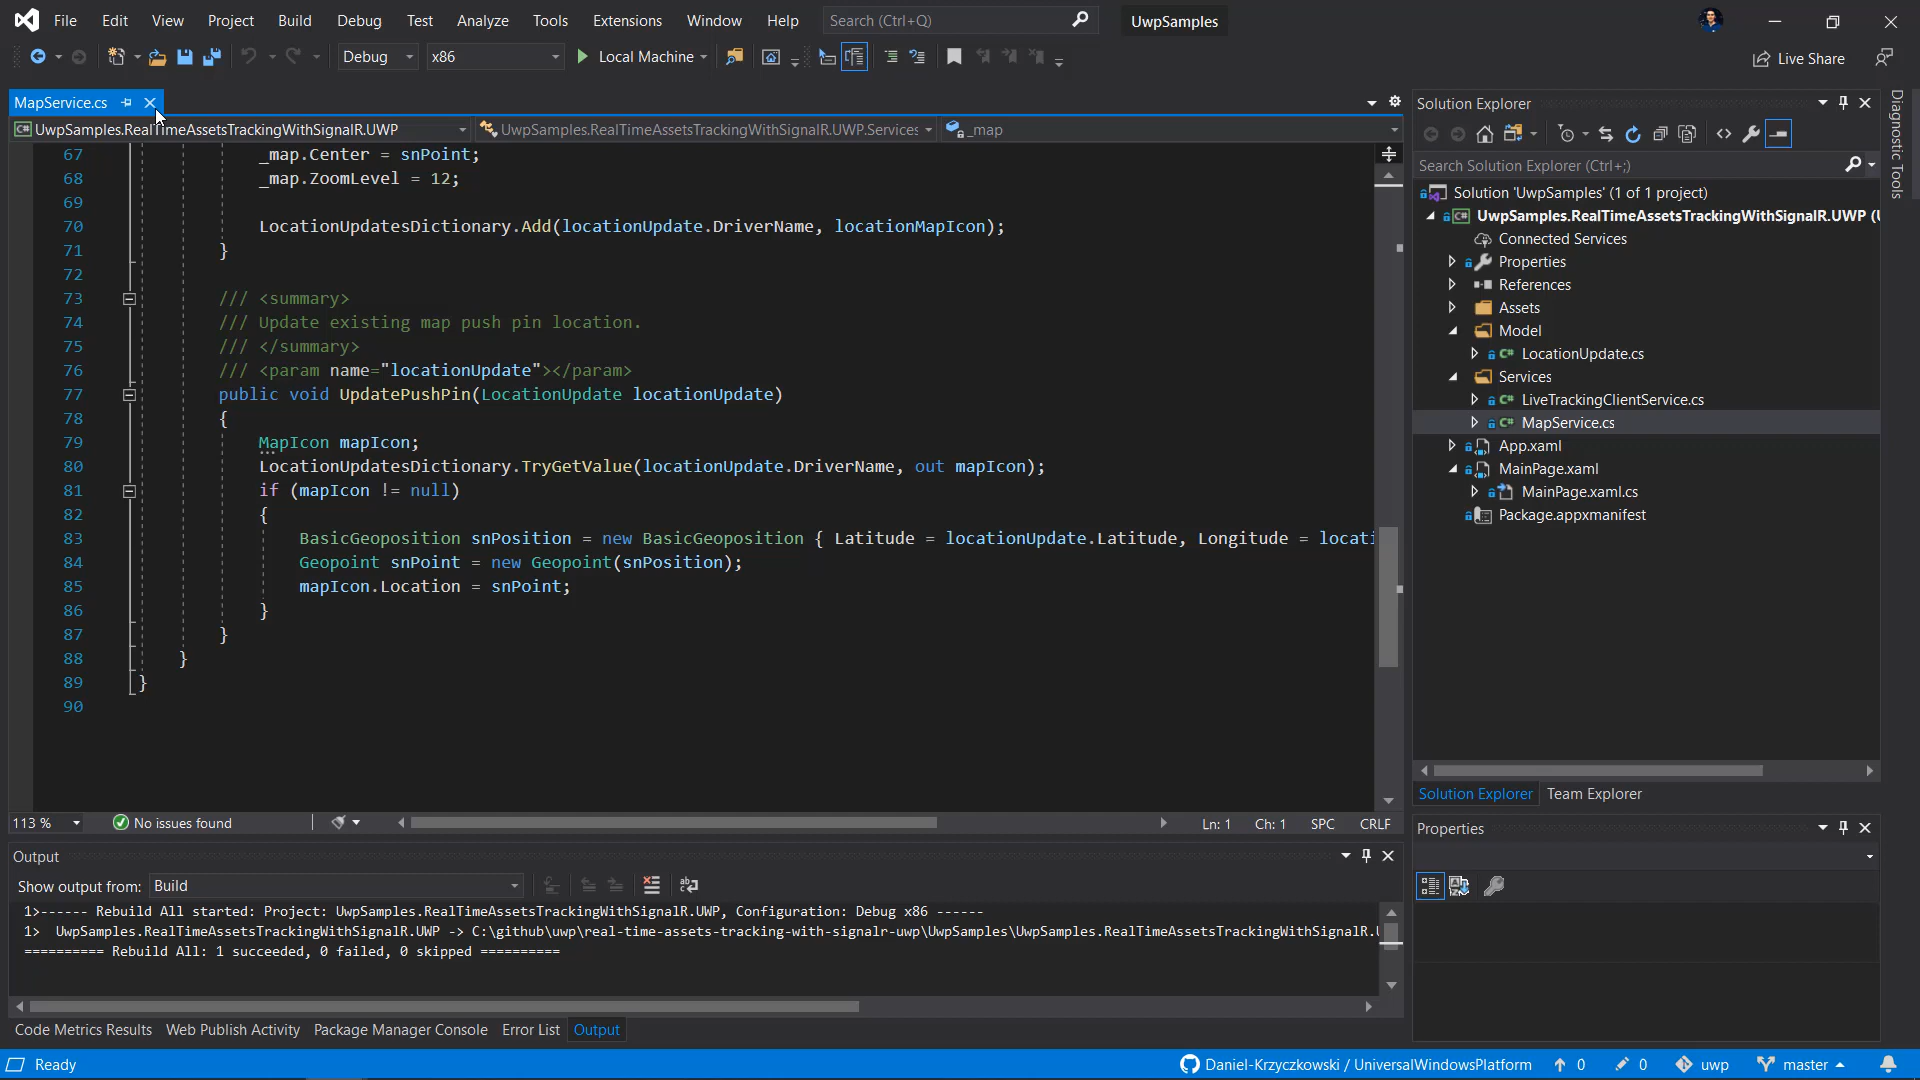 File Edit View Project Build Debug Test Analyze Tools Extensions Window Help Search (Ctrl+Q) UwpSamples
Debug x86 Local Machine Live Share
MapService.cs
UwpSamples.RealTimeAssetsTrackingWithSignalR.UWP UwpSamples.RealTimeAssetsTrackingWithSignalR.UWP.Services _map
67 _map.Center = snPoint;
68 _map.ZoomLevel = 12;
69
70 LocationUpdatesDictionary.Add(locationUpdate.DriverName, locationMapIcon);
71 }
72
73 /// <summary>
74 /// Update existing map push pin location.
75 /// </summary>
76 /// <param name="locationUpdate"></param>
77 public void UpdatePushPin(LocationUpdate locationUpdate)
78 {
79 MapIcon mapIcon;
80 LocationUpdatesDictionary.TryGetValue(locationUpdate.DriverName, out mapIcon);
81 if (mapIcon != null)
82 {
83 BasicGeoposition snPosition = new BasicGeoposition { Latitude = locationUpdate.Latitude, Longitude = locati
84 Geopoint snPoint = new Geopoint(snPosition);
85 mapIcon.Location = snPoint;
86 }
87 }
88 }
89 }
90
113 % No issues found Ln: 1 Ch: 1 SPC CRLF
Output
Show output from: Build
1>------ Rebuild All started: Project: UwpSamples.RealTimeAssetsTrackingWithSignalR.UWP, Configuration: Debug x86 ------
1> UwpSamples.RealTimeAssetsTrackingWithSignalR.UWP -> C:\github\uwp\real-time-assets-tracking-with-signalr-uwp\UwpSamples\UwpSamples.RealTimeAssetsTrackingWithSignalR.U
========== Rebuild All: 1 succeeded, 0 failed, 0 skipped ==========
Code Metrics Results Web Publish Activity Package Manager Console Error List Output
Solution Explorer
Search Solution Explorer (Ctrl+;)
Solution 'UwpSamples' (1 of 1 project)
UwpSamples.RealTimeAssetsTrackingWithSignalR.UWP (U
Connected Services
Properties
References
Assets
Model
LocationUpdate.cs
Services
LiveTrackingClientService.cs
MapService.cs
App.xaml
MainPage.xaml
MainPage.xaml.cs
Package.appxmanifest
Solution Explorer Team Explorer
Properties
Diagnostic Tools
Ready Daniel-Krzyczkowski / UniversalWindowsPlatform 0 0 uwp master